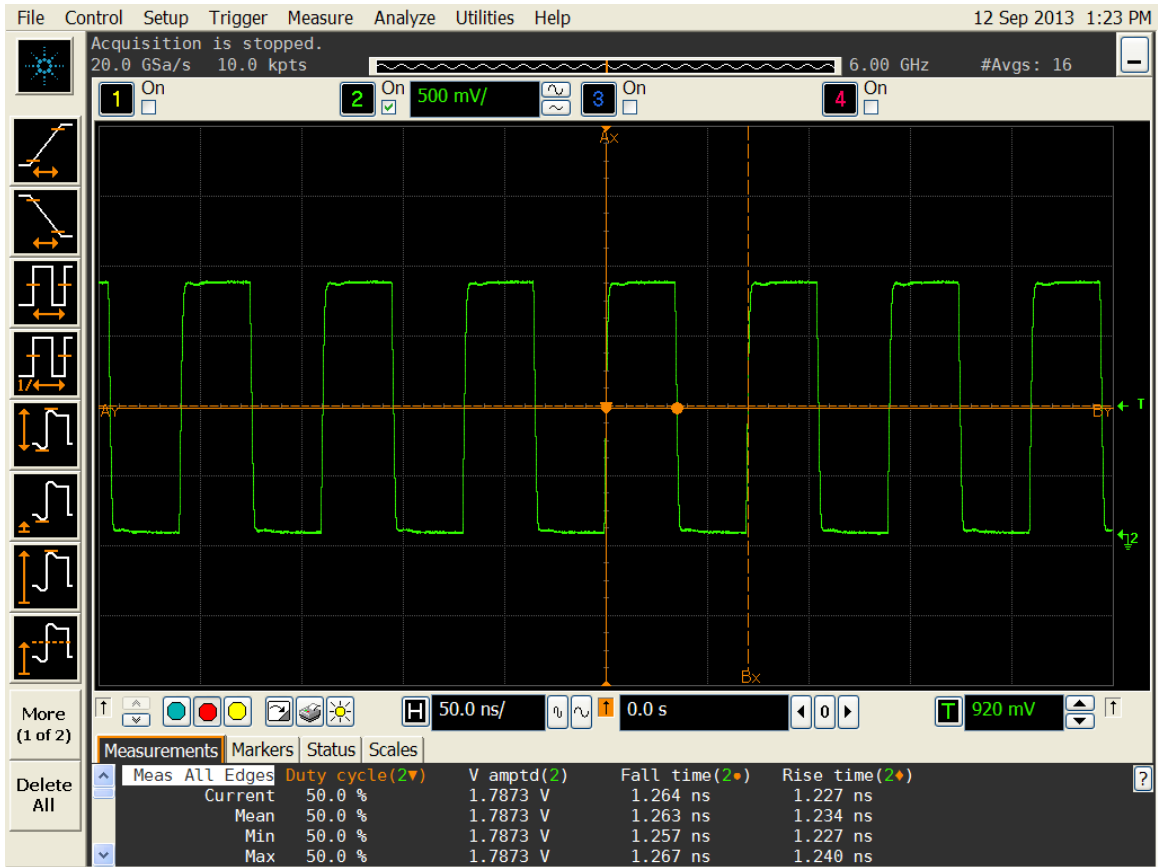 File Control Setup Trigger Measure Analyze Utilities Help 12 Sep 2013 1:23 PM
Acquisition is stopped.
20.0 GSa/s 10.0 kpts 6.00 GHz #Avgs: 16
1 On 2 On 500 mV/ 3 On 4 On
Ax
AY BY T
2
Bx
1/
More
(1 of 2)
Delete
All
H 50.0 ns/ 0.0 s 0 T 920 mV
Measurements Markers Status Scales
Meas All Edges Duty cycle(2▼) V amptd(2) Fall time(2●) Rise time(2♦) ?
Current 50.0 % 1.7873 V 1.264 ns 1.227 ns
Mean 50.0 % 1.7873 V 1.263 ns 1.234 ns
Min 50.0 % 1.7873 V 1.257 ns 1.227 ns
Max 50.0 % 1.7873 V 1.267 ns 1.240 ns